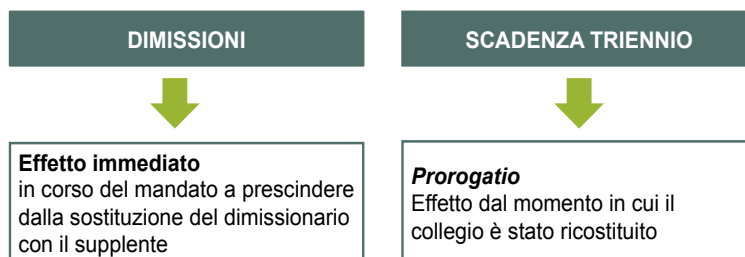 DIMISSIONI
Effetto immediato
in corso del mandato a prescindere
dalla sostituzione del dimissionario
con il supplente
SCADENZA TRIENNIO
Prorogatio
Effetto dal momento in cui il
collegio è stato ricostituito